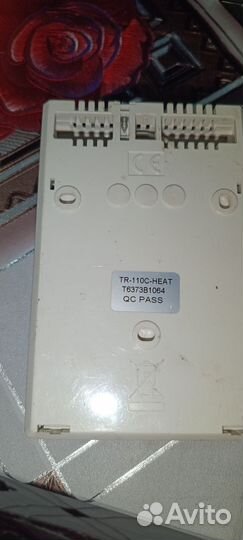 CE
TR-110C-HEAT
T6373B1064
QC PASS
Avito